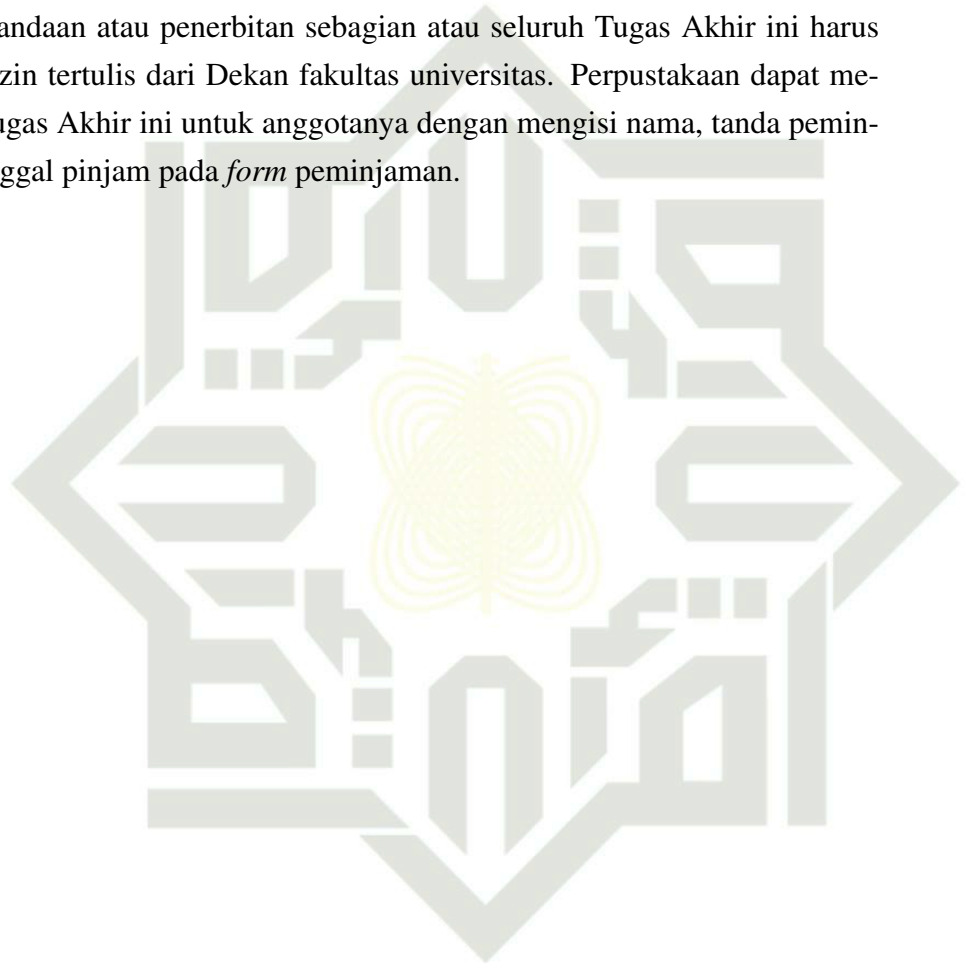 andaan atau penerbitan sebagian atau seluruh Tugas Akhir ini harus
zin tertulis dari Dekan fakultas universitas. Perpustakaan dapat me-
ugas Akhir ini untuk anggotanya dengan mengisi nama, tanda pemin-
ggal pinjam pada form peminjaman.